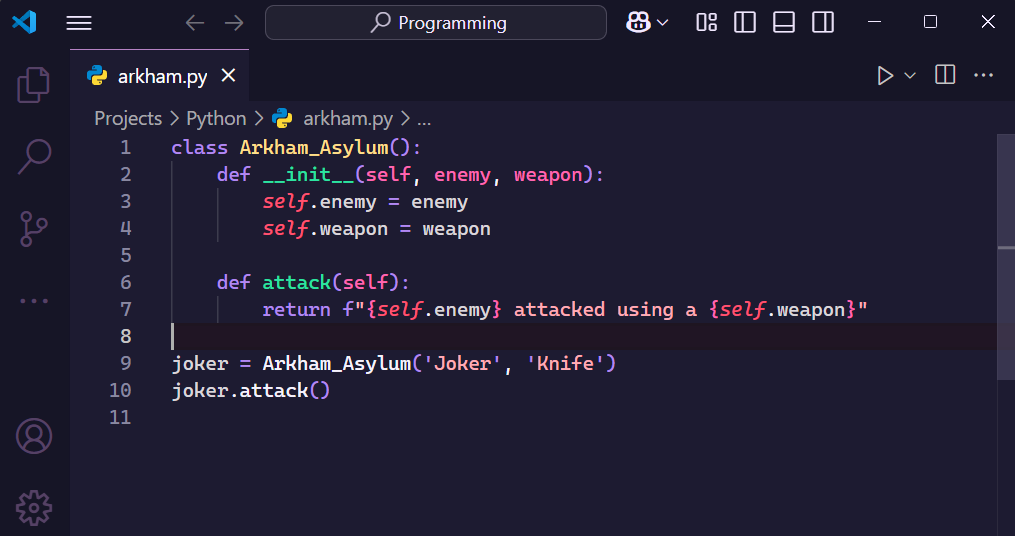 Programming
arkham.py
Projects > Python > arkham.py > ...
1 class Arkham_Asylum():
2     def __init__(self, enemy, weapon):
3         self.enemy = enemy
4         self.weapon = weapon
5
6     def attack(self):
7         return f"{self.enemy} attacked using a {self.weapon}"
8
9 joker = Arkham_Asylum('Joker', 'Knife')
10 joker.attack()
11